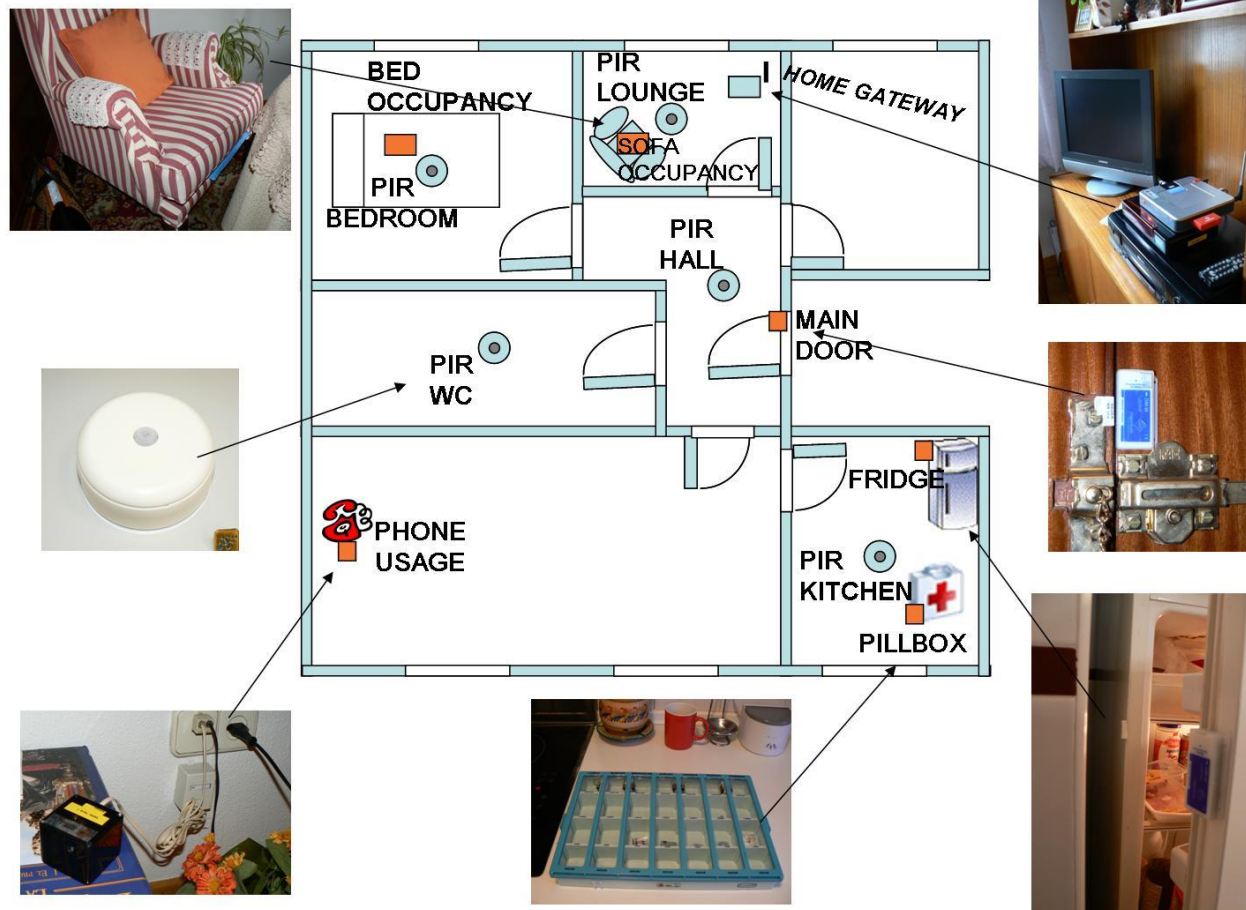 BED
OCCUPANCY
PIR
LOUNGE
HOME GATEWAY
SOFA
OCCUPANCY
PIR
BEDROOM
PIR
HALL
MAIN
DOOR
PIR
WC
FRIDGE
PHONE
USAGE
PIR
KITCHEN
PILLBOX